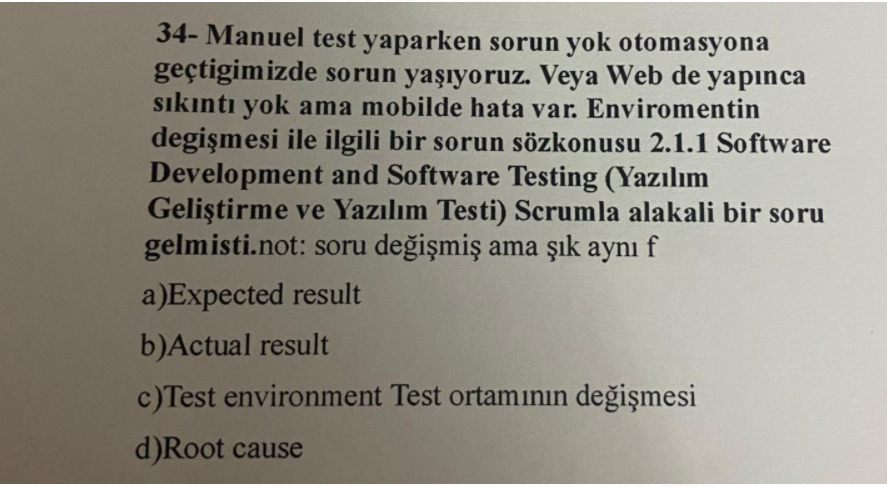 34- Manuel test yaparken sorun yok otomasyona
geçtigimizde sorun yaşıyoruz. Veya Web de yapınca
sıkıntı yok ama mobilde hata var. Enviromentin
degişmesi ile ilgili bir sorun sözkonusu 2.1.1 Software
Development and Software Testing (Yazılım
Geliştirme ve Yazılım Testi) Scrumla alakali bir soru
gelmisti.not: soru değişmiş ama şık aynı f
a)Expected result
b)Actual result
c)Test environment Test ortamının değişmesi
d)Root cause